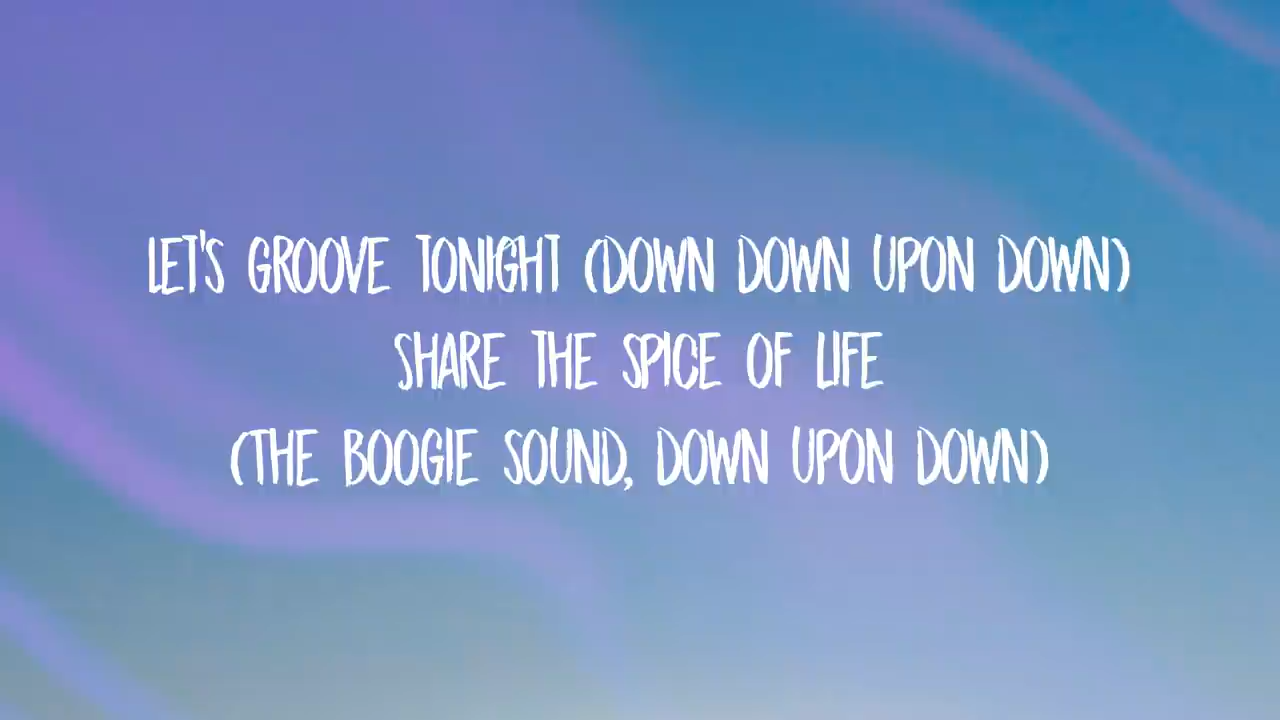 LET'S GROOVE TONIGHT (DOWN DOWN UPON DOWN)
SHARE THE SPICE OF LIFE
(THE BOOGIE SOUND, DOWN UPON DOWN)